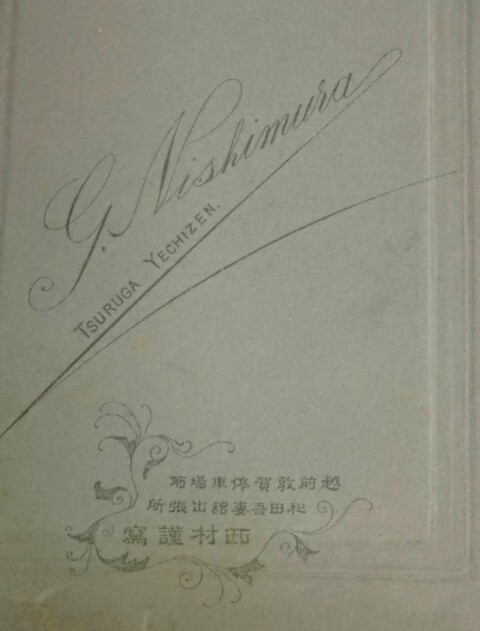 G. Nishimura
TSURUGA YECHIZEN.
越前敦賀停車場前
和田吾妻舘出張所
西村謹寫